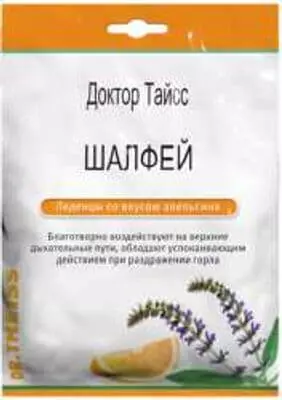 Доктор Тайсс
ШАЛФЕЙ
Леденцы со вкусом апельсина
Благотворно воздействуют на верхние
дыхательные пути, обладают успокаивающим
действием при раздражении горла
DR.THEISS